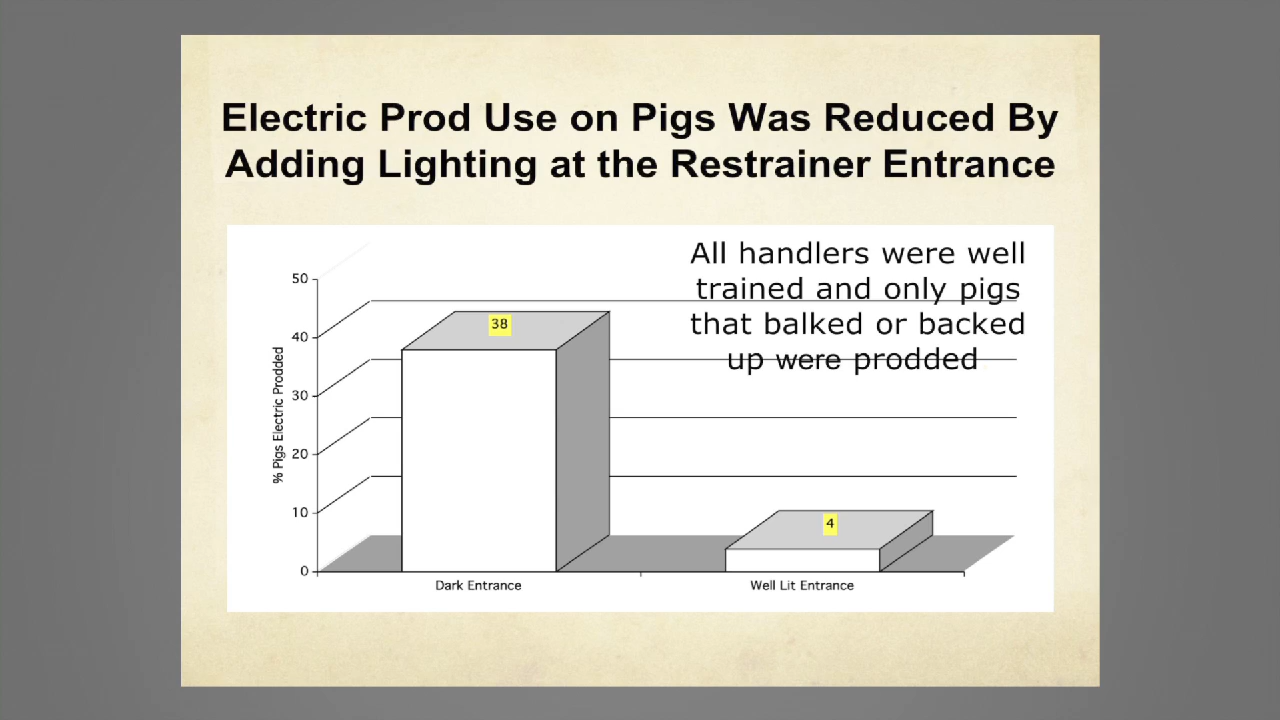 Electric Prod Use on Pigs Was Reduced By
Adding Lighting at the Restrainer Entrance
All handlers were well
trained and only pigs
that balked or backed
up were prodded
% Pigs Electric Prodded
50
40
30
20
10
0
38
4
Dark Entrance
Well Lit Entrance